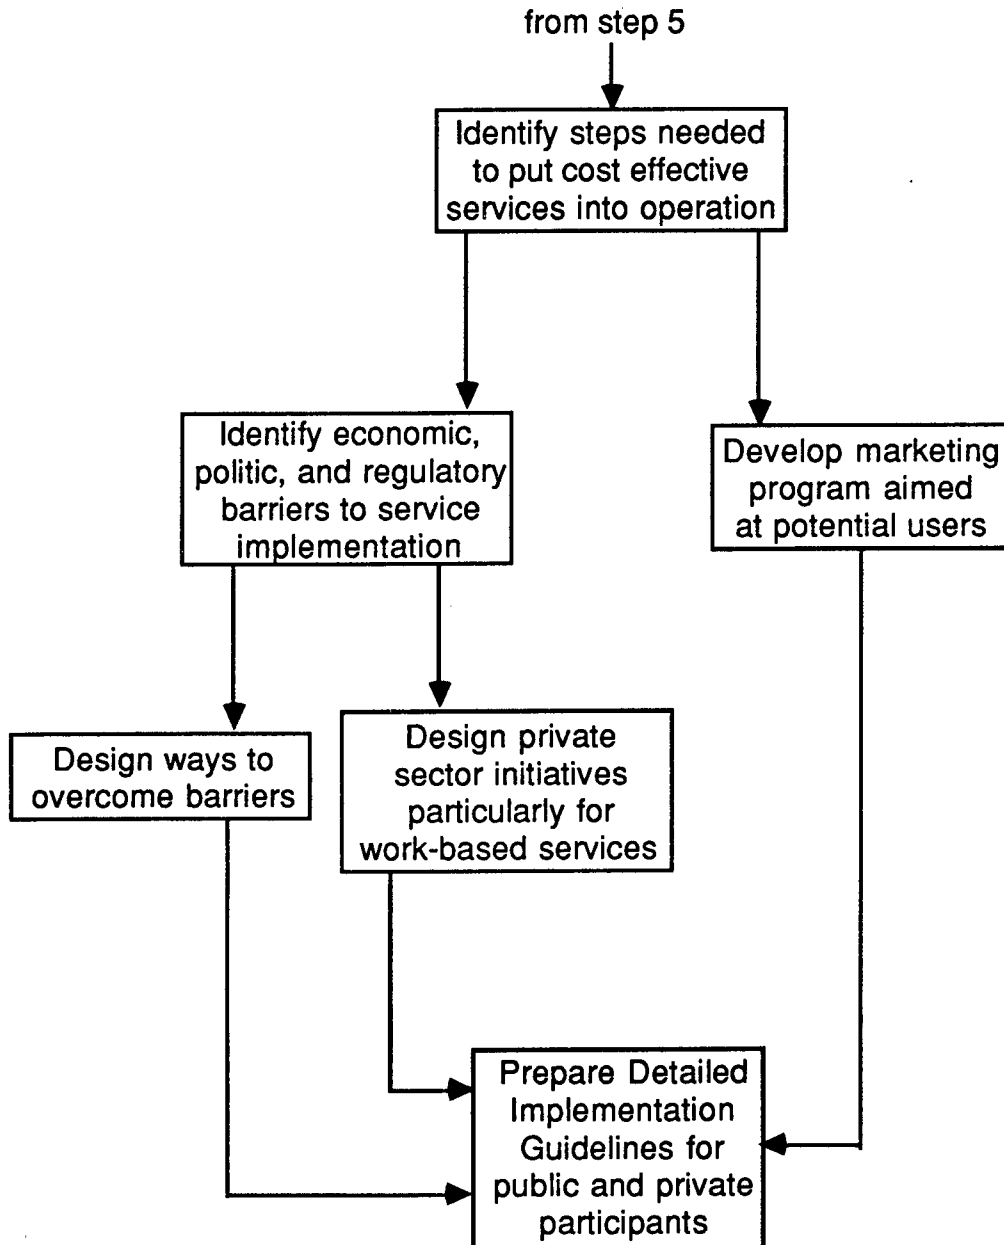 from step 5
Identify steps needed
to put cost effective
services into operation
Identify economic,
politic, and regulatory
barriers to service
implementation
Develop marketing
program aimed
at potential users
Design ways to
overcome barriers
Design private
sector initiatives
particularly for
work-based services
Prepare Detailed
Implementation
Guidelines for
public and private
participants